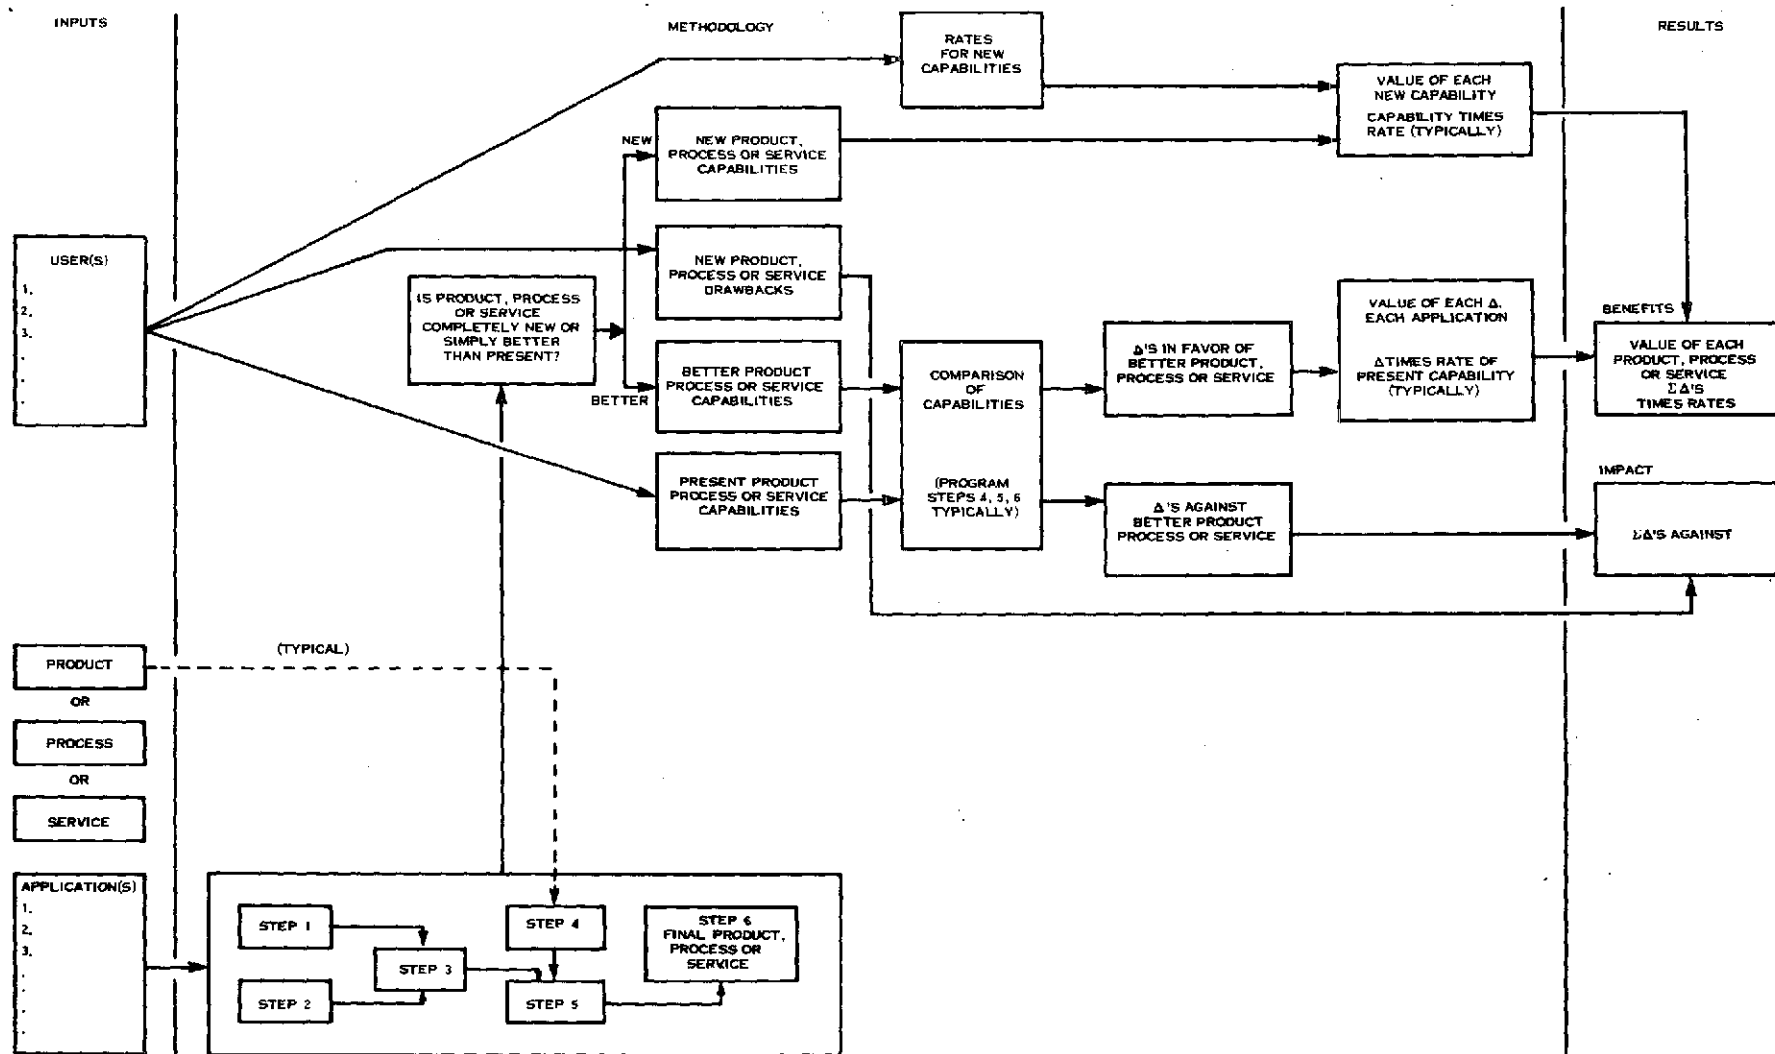 INPUTS
METHODOLOGY
RESULTS
RATES
FOR NEW
CAPABILITIES
VALUE OF EACH
NEW CAPABILITY
CAPABILITY TIMES
RATE (TYPICALLY)
NEW
NEW PRODUCT,
PROCESS OR SERVICE
CAPABILITIES
USER(S)
1.
2.
3.
.
.
.
NEW PRODUCT,
PROCESS OR SERVICE
DRAWBACKS
IS PRODUCT, PROCESS
OR SERVICE
COMPLETELY NEW OR
SIMPLY BETTER
THAN PRESENT?
BETTER
BETTER PRODUCT
PROCESS OR SERVICE
CAPABILITIES
PRESENT PRODUCT
PROCESS OR SERVICE
CAPABILITIES
COMPARISON
OF
CAPABILITIES
(PROGRAM
STEPS 4, 5, 6
TYPICALLY)
Δ'S IN FAVOR OF
BETTER PRODUCT,
PROCESS OR SERVICE
Δ'S AGAINST
BETTER PRODUCT
PROCESS OR SERVICE
VALUE OF EACH Δ,
EACH APPLICATION
Δ TIMES RATE OF
PRESENT CAPABILITY
(TYPICALLY)
BENEFITS
VALUE OF EACH
PRODUCT, PROCESS
OR SERVICE
ΣΔ'S
TIMES RATES
IMPACT
ΣΔ'S AGAINST
PRODUCT
(TYPICAL)
OR
PROCESS
OR
SERVICE
APPLICATION(S)
1.
2.
3.
.
.
.
.
STEP 1
STEP 2
STEP 3
STEP 4
STEP 5
STEP 6
FINAL PRODUCT,
PROCESS OR
SERVICE